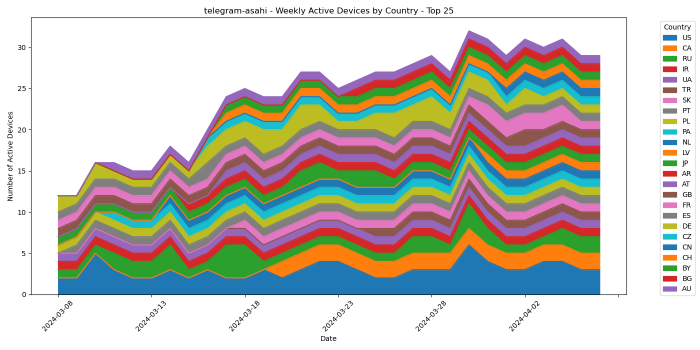 telegram-asahi - Weekly Active Devices by Country - Top 25
Number of Active Devices
30
25
20
15
10
5
0
2024-03-08
2024-03-13
2024-03-18
2024-03-23
2024-03-28
2024-04-02
Date
Country
US
CA
RU
IR
UA
TR
SK
PT
PL
PA
NL
LV
JP
AR
AT
GB
FR
ES
DE
CZ
CN
CH
BY
BG
AU